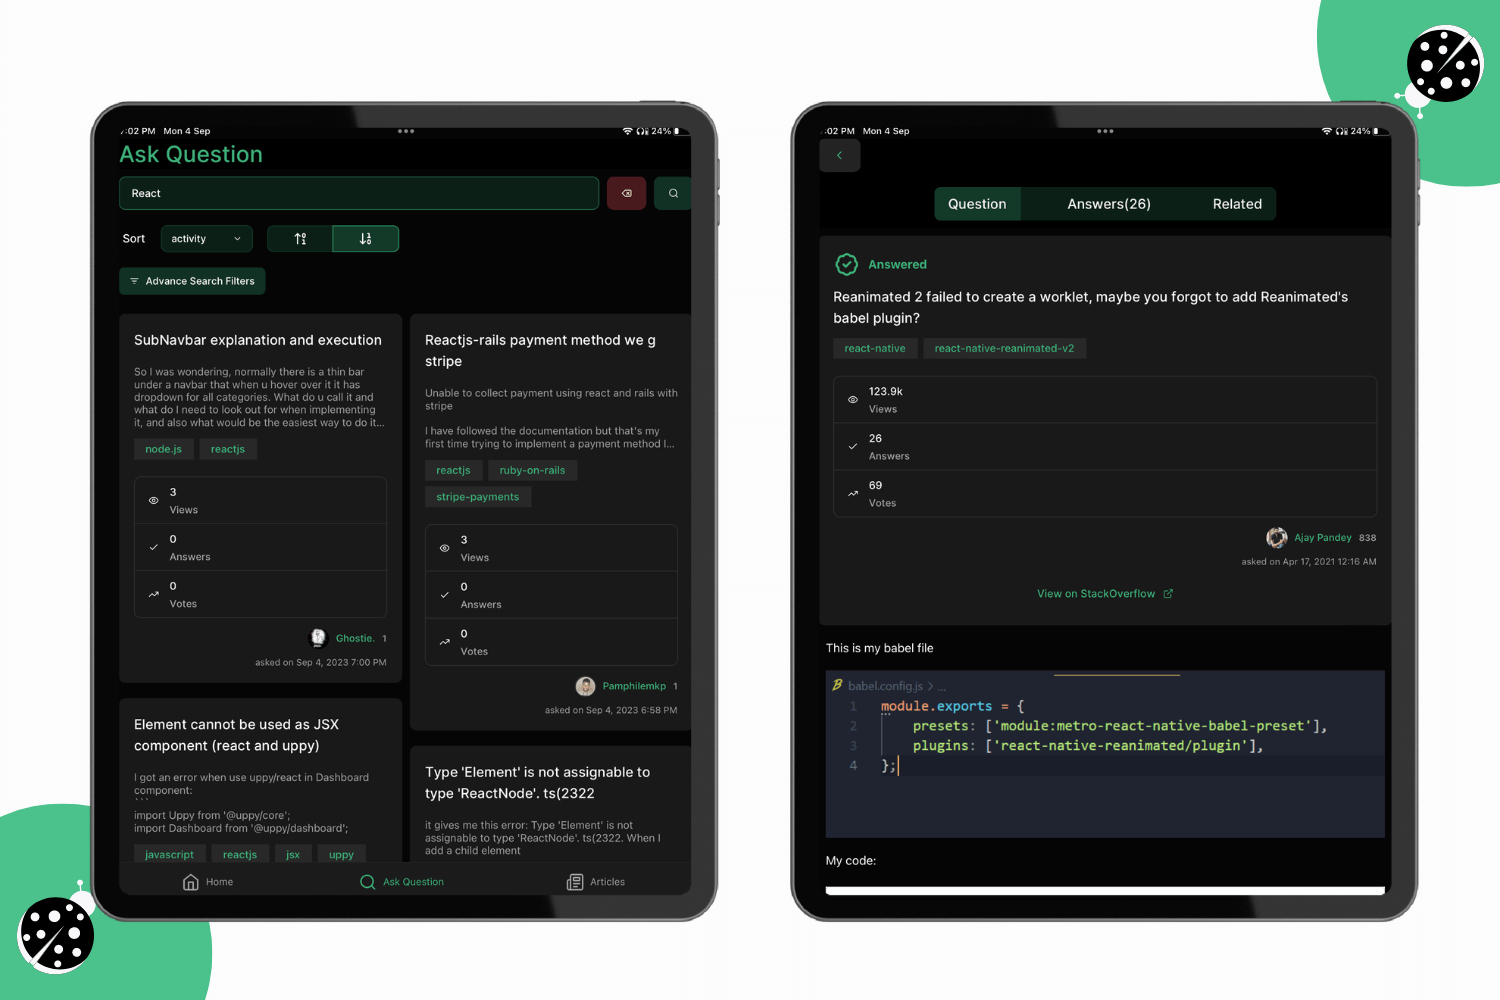 :02 PM Mon 4 Sep
24%
Ask Question
React
Sort
activity
Advance Search Filters
SubNavbar explanation and execution
So I was wondering, normally there is a thin bar
under a navbar that when u hover over it it has
dropdown for all categories. What do u call it and
what do I need to look out for when implementing
it, and also what would be the easiest way to do it...
node.js reactjs
3
Views
0
Answers
0
Votes
Ghostie. 1
asked on Sep 4, 2023 7:00 PM
Element cannot be used as JSX
component (react and uppy)
I got an error when use uppy/react in Dashboard
component:
```
import Uppy from '@uppy/core';
import Dashboard from '@uppy/dashboard';
javascript reactjs jsx uppy
Reactjs-rails payment method we g
stripe
Unable to collect payment using react and rails with
stripe
I have followed the documentation but that's my
first time trying to implement a payment method I...
reactjs ruby-on-rails
stripe-payments
3
Views
0
Answers
0
Votes
Pamphilemkp 1
asked on Sep 4, 2023 6:58 PM
Type 'Element' is not assignable to
type 'ReactNode'. ts(2322
it gives me this error: Type 'Element' is not
assignable to type 'ReactNode'. ts(2322. When I
add a child element
Home Ask Question Articles
:02 PM Mon 4 Sep
24%
Question Answers(26) Related
Answered
Reanimated 2 failed to create a worklet, maybe you forgot to add Reanimated's
babel plugin?
react-native react-native-reanimated-v2
123.9k
Views
26
Answers
69
Votes
Ajay Pandey 838
asked on Apr 17, 2021 12:16 AM
View on StackOverflow
This is my babel file
babel.config.js > ...
1 module.exports = {
2 presets: ['module:metro-react-native-babel-preset'],
3 plugins: ['react-native-reanimated/plugin'],
4 };
My code: